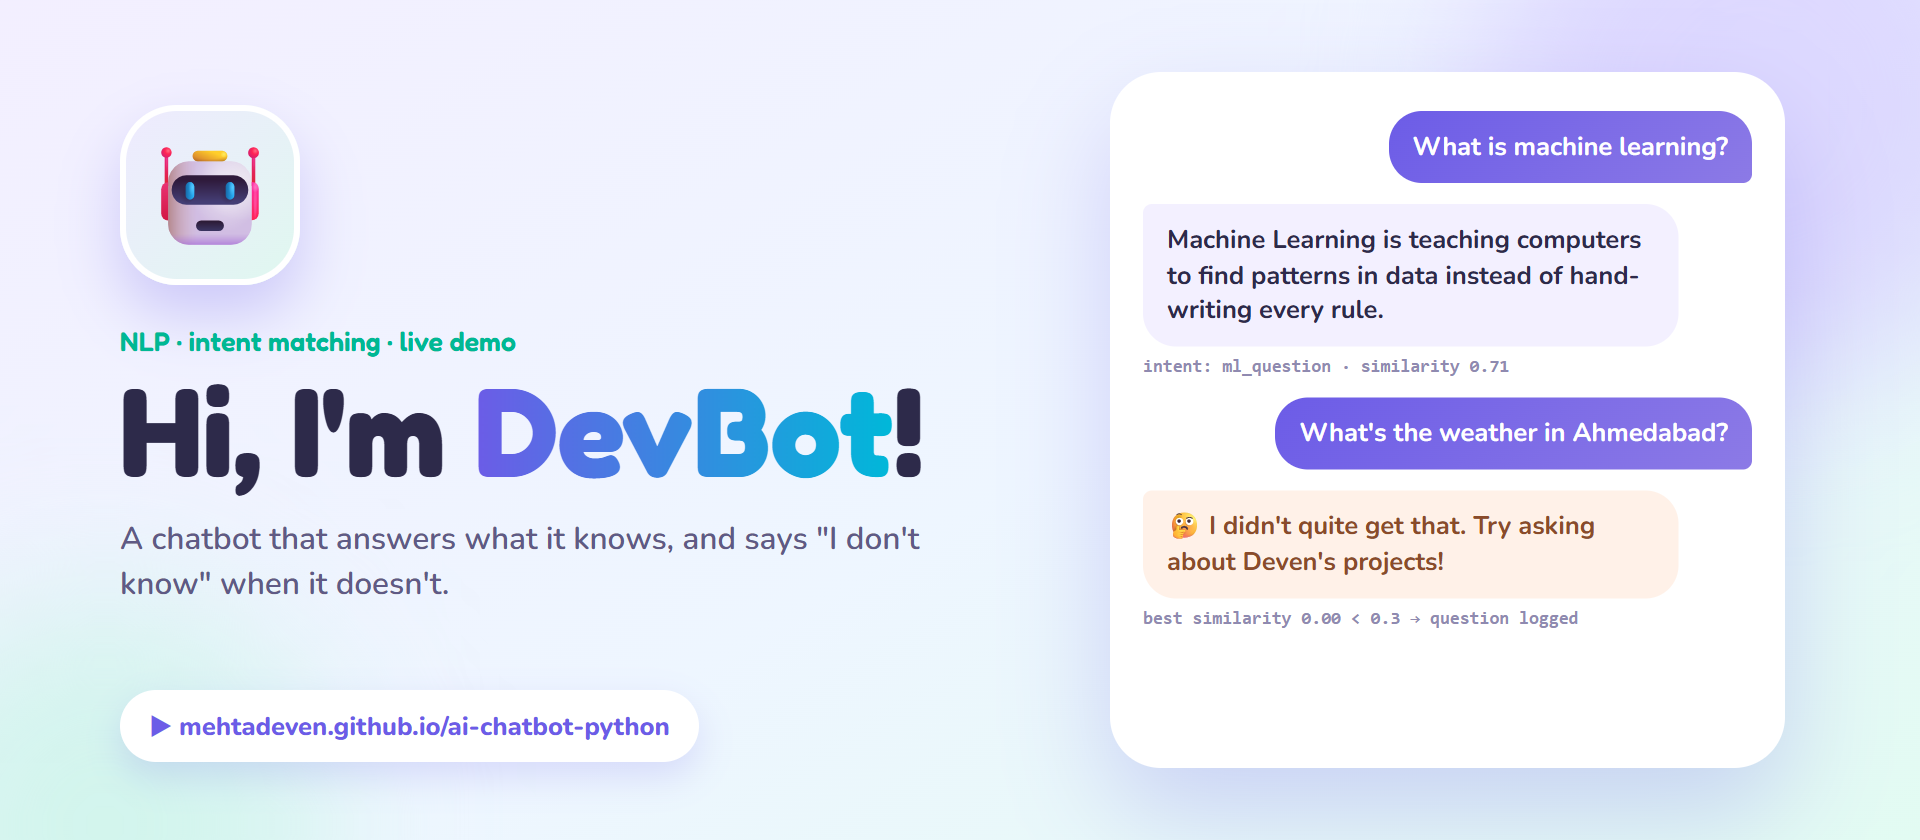 NLP · intent matching · live demo
Hi, I'm DevBot!
A chatbot that answers what it knows, and says "I don't
know" when it doesn't.
▶ mehtadeven.github.io/ai-chatbot-python
What is machine learning?
Machine Learning is teaching computers
to find patterns in data instead of hand-
writing every rule.
intent: ml_question · similarity 0.71
What's the weather in Ahmedabad?
🤔 I didn't quite get that. Try asking
about Deven's projects!
best similarity 0.00 < 0.3 → question logged